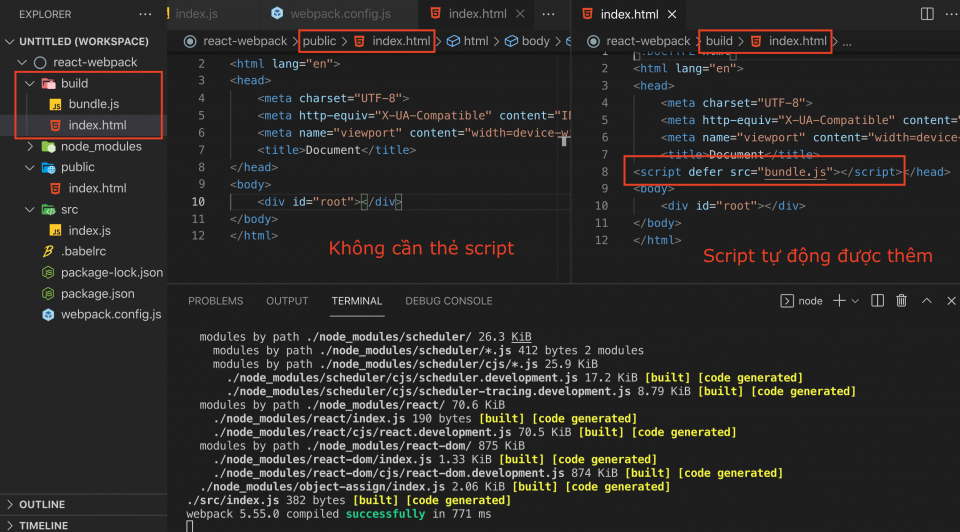 EXPLORER
UNTITLED (WORKSPACE)
react-webpack
build
bundle.js
index.html
node_modules
public
index.html
src
index.js
.babelrc
package-lock.json
package.json
webpack.config.js
OUTLINE
TIMELINE
index.js
webpack.config.js
index.html
react-webpack > public > index.html > html > body >
2 <html lang="en">
3 <head>
4 <meta charset="UTF-8">
5 <meta http-equiv="X-UA-Compatible" content="IE
6 <meta name="viewport" content="width=device-w
7 <title>Document</title>
8 </head>
9 <body>
10 <div id="root"></div>
11 </body>
12 </html>
Không cần thẻ script
index.html
react-webpack > build > index.html > ...
1 <!DOCTYPE html>
2 <html lang="en">
3 <head>
4 <meta charset="UTF-8">
5 <meta http-equiv="X-UA-Compatible" content="
6 <meta name="viewport" content="width=device-
7 <title>Document</title>
8 <script defer src="bundle.js"></script></head>
9 <body>
10 <div id="root"></div>
11 </body>
12 </html>
Script tự động được thêm
PROBLEMS OUTPUT TERMINAL DEBUG CONSOLE
node
modules by path ./node_modules/scheduler/ 26.3 KiB
modules by path ./node_modules/scheduler/*.js 412 bytes 2 modules
modules by path ./node_modules/scheduler/cjs/*.js 25.9 KiB
./node_modules/scheduler/cjs/scheduler.development.js 17.2 KiB [built] [code generated]
./node_modules/scheduler/cjs/scheduler-tracing.development.js 8.79 KiB [built] [code generated]
modules by path ./node_modules/react/ 70.6 KiB
./node_modules/react/index.js 190 bytes [built] [code generated]
./node_modules/react/cjs/react.development.js 70.5 KiB [built] [code generated]
modules by path ./node_modules/react-dom/ 875 KiB
./node_modules/react-dom/index.js 1.33 KiB [built] [code generated]
./node_modules/react-dom/cjs/react-dom.development.js 874 KiB [built] [code generated]
./node_modules/object-assign/index.js 2.06 KiB [built] [code generated]
./src/index.js 382 bytes [built] [code generated]
webpack 5.55.0 compiled successfully in 771 ms